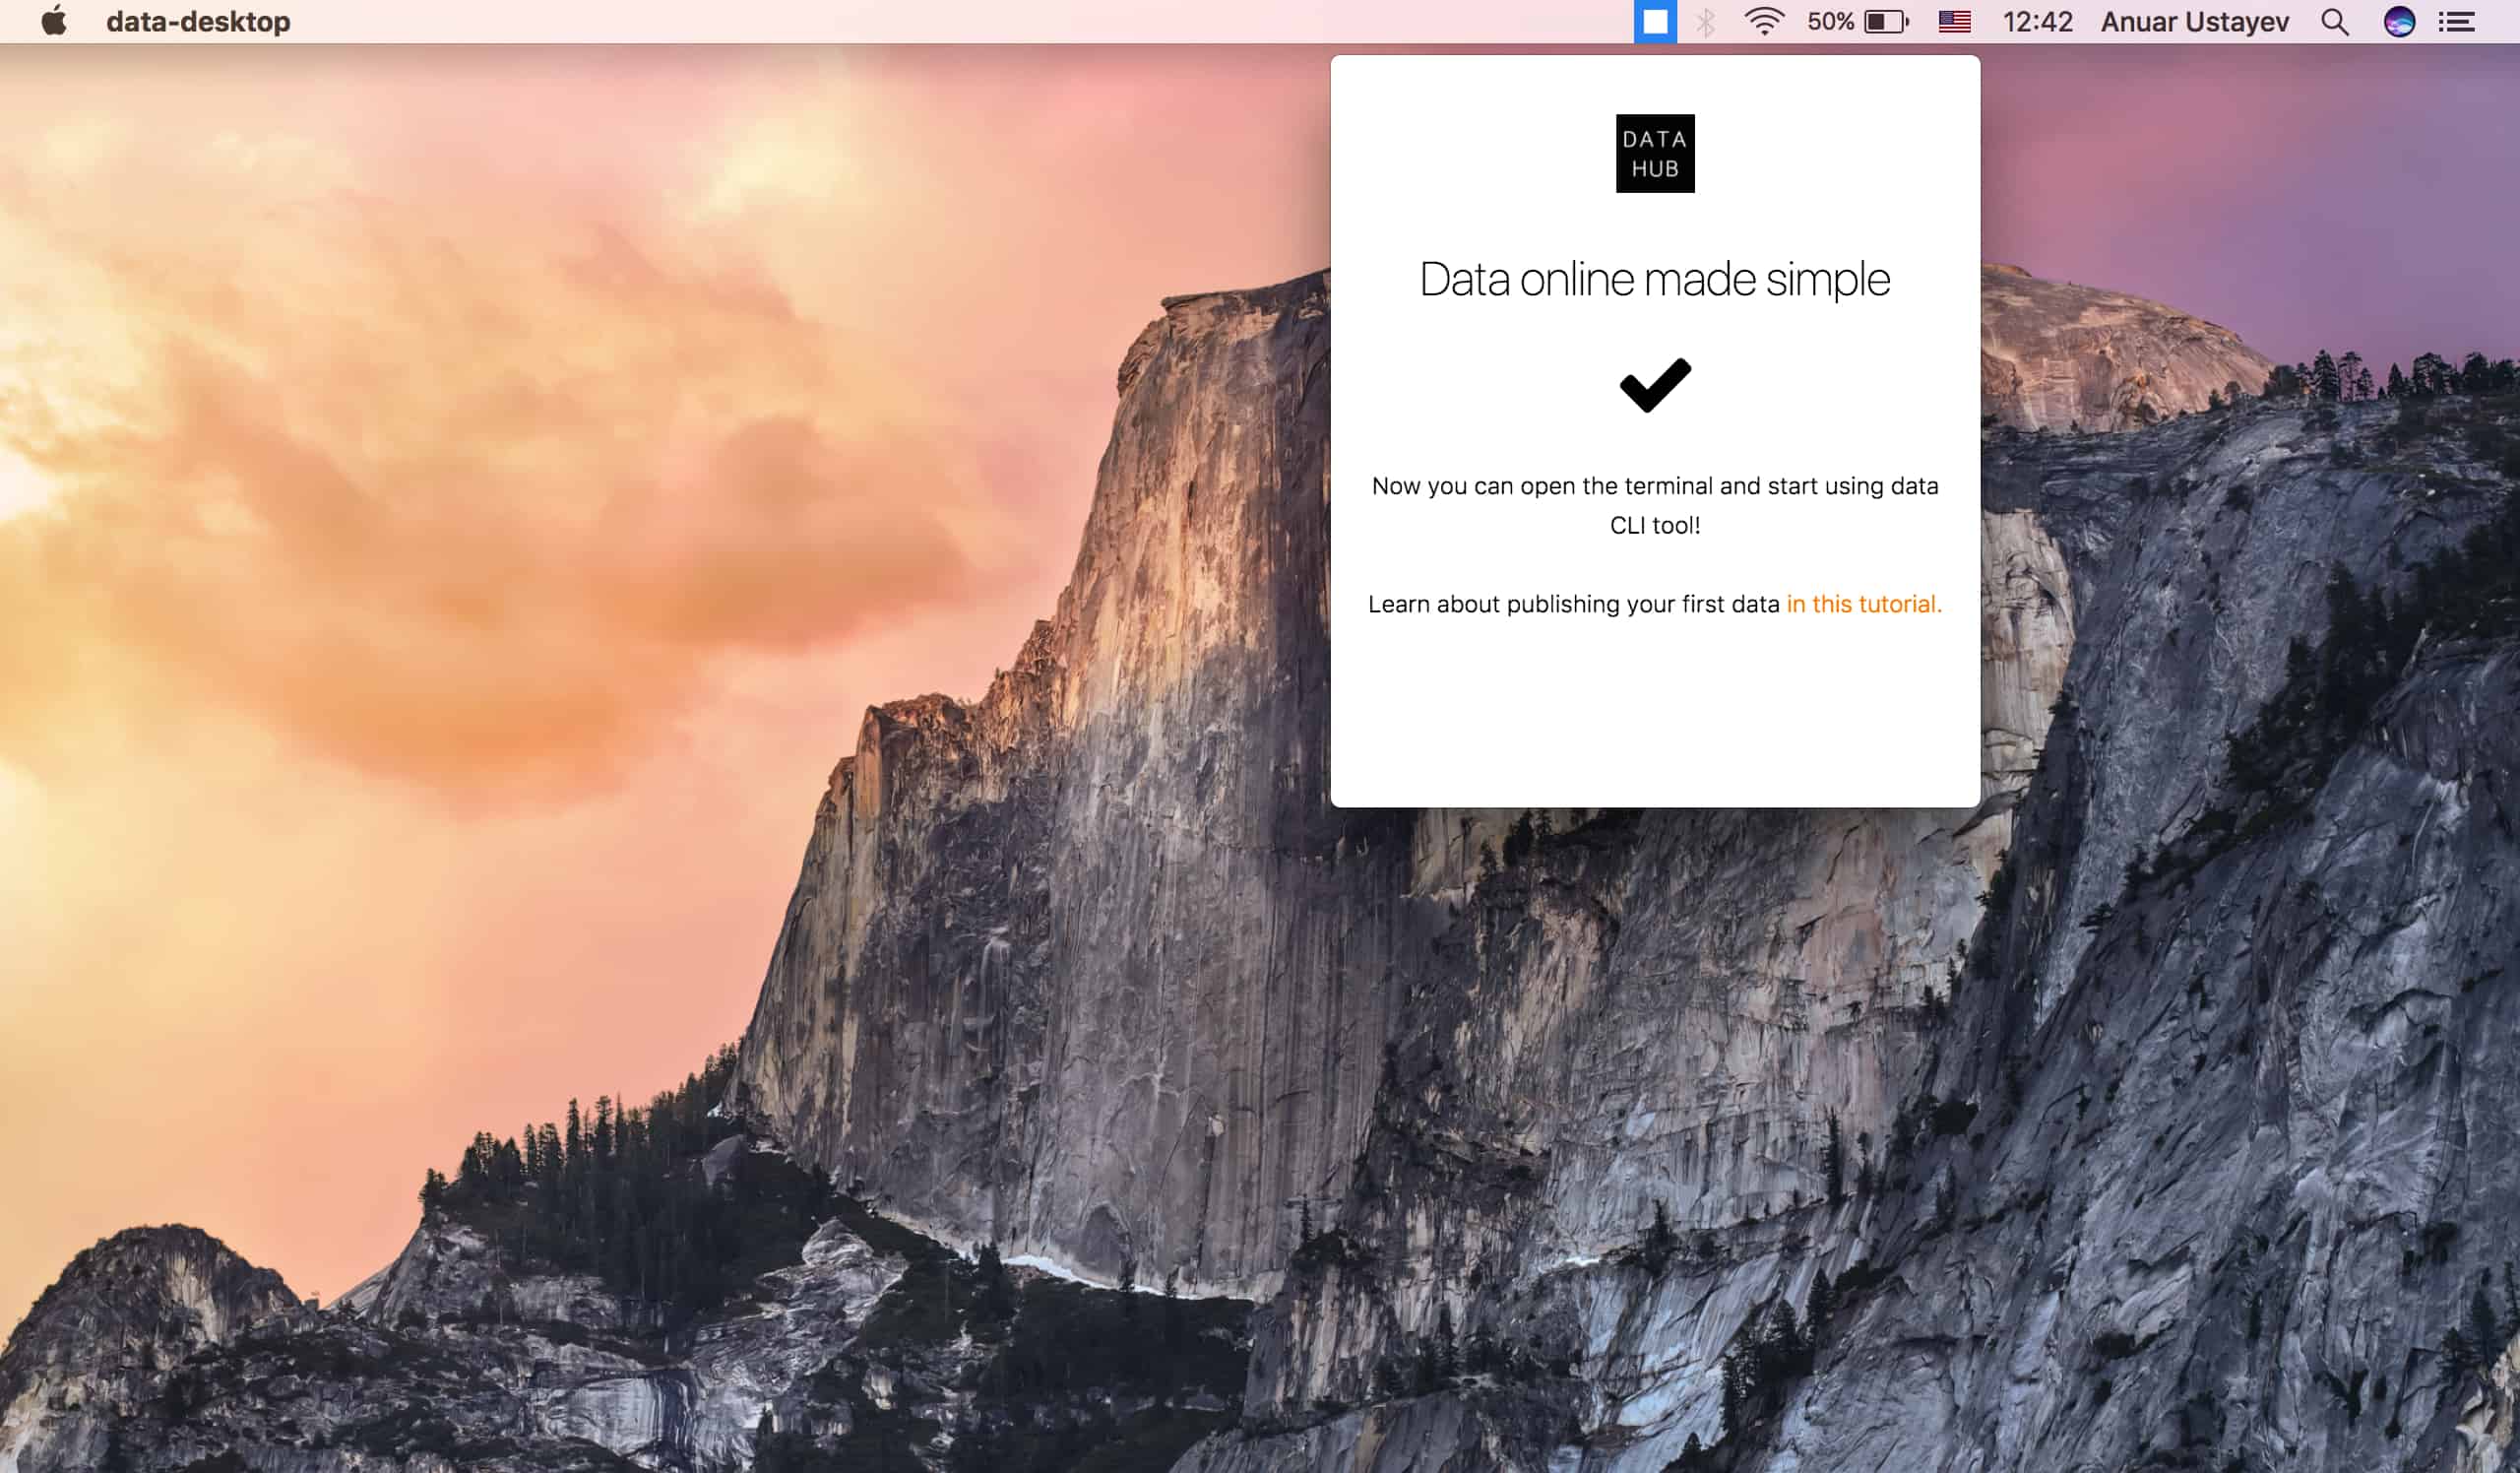 data-desktop
50%
12:42
Anuar Ustayev
DATA
HUB
Data online made simple
Now you can open the terminal and start using data
CLI tool!
Learn about publishing your first data in this tutorial.